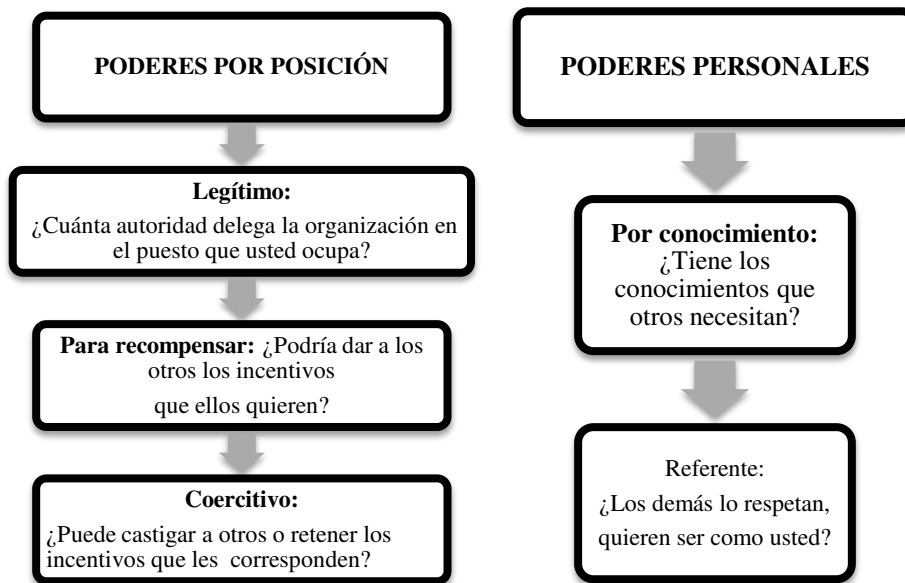 PODERES POR POSICIÓN
Legítimo:
¿Cuánta autoridad delega la organización en
el puesto que usted ocupa?
Para recompensar: ¿Podría dar a los
otros los incentivos
que ellos quieren?
Coercitivo:
¿Puede castigar a otros o retener los
incentivos que les corresponden?
PODERES PERSONALES
Por conocimiento:
¿Tiene los
conocimientos que
otros necesitan?
Referente:
¿Los demás lo respetan,
quieren ser como usted?